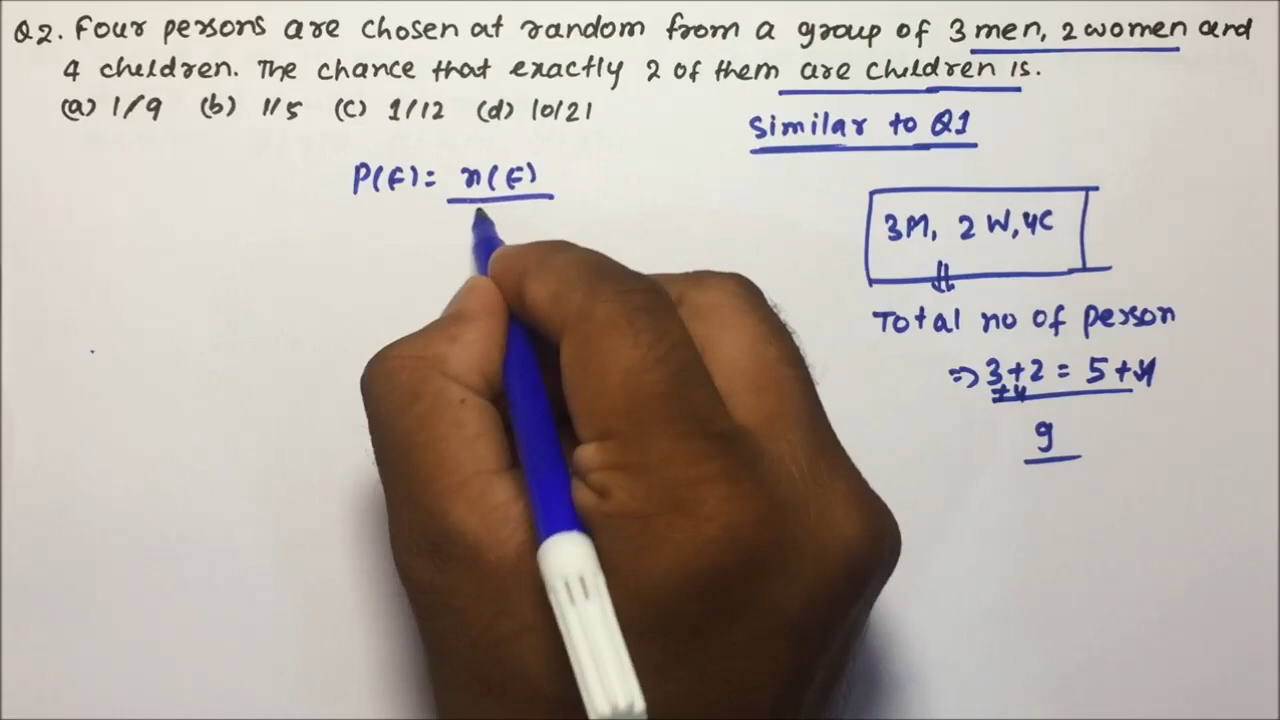 Q2. Four persons are chosen at random from a group of 3 men, 2 women and
4 children. The chance that exactly 2 of them are children is.
(a) 1/9 (b) 1/5 (c) 1/12 (d) 10/21
Similar to Q1
P(E) = n(E)
3M, 2W, 4C
Total no of person
⇒ 3+2 = 5+4
+4
9